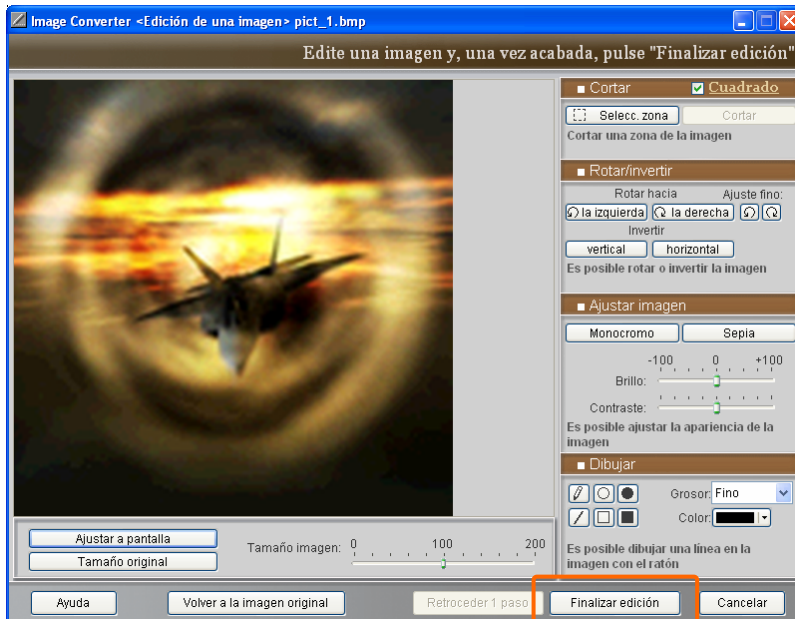 Image Converter <Edición de una imagen> pict_1.bmp
Edite una imagen y, una vez acabada, pulse "Finalizar edición"
Cortar Cuadrado
Selecc. zona Cortar
Cortar una zona de la imagen
Rotar/invertir
Rotar hacia Ajuste fino:
la izquierda la derecha
Invertir
vertical horizontal
Es posible rotar o invertir la imagen
Ajustar imagen
Monocromo Sepia
-100 0 +100
Brillo:
Contraste:
Es posible ajustar la apariencia de la
imagen
Dibujar
Grosor: Fino
Color:
Es posible dibujar una línea en la
imagen con el ratón
Ajustar a pantalla
Tamaño original
Tamaño imagen: 0 100 200
Ayuda Volver a la imagen original Retroceder 1 paso Finalizar edición Cancelar